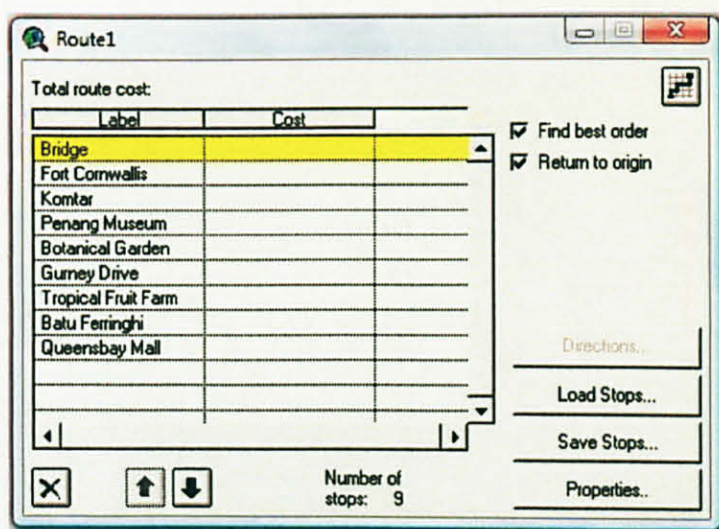 Route1
Total route cost:
Label Cost
Bridge
Fort Cornwallis
Komtar
Penang Museum
Botanical Garden
Gurney Drive
Tropical Fruit Farm
Batu Ferringhi
Queensbay Mall
Find best order
Return to origin
Directions...
Load Stops...
Save Stops...
Properties..
Number of
stops: 9